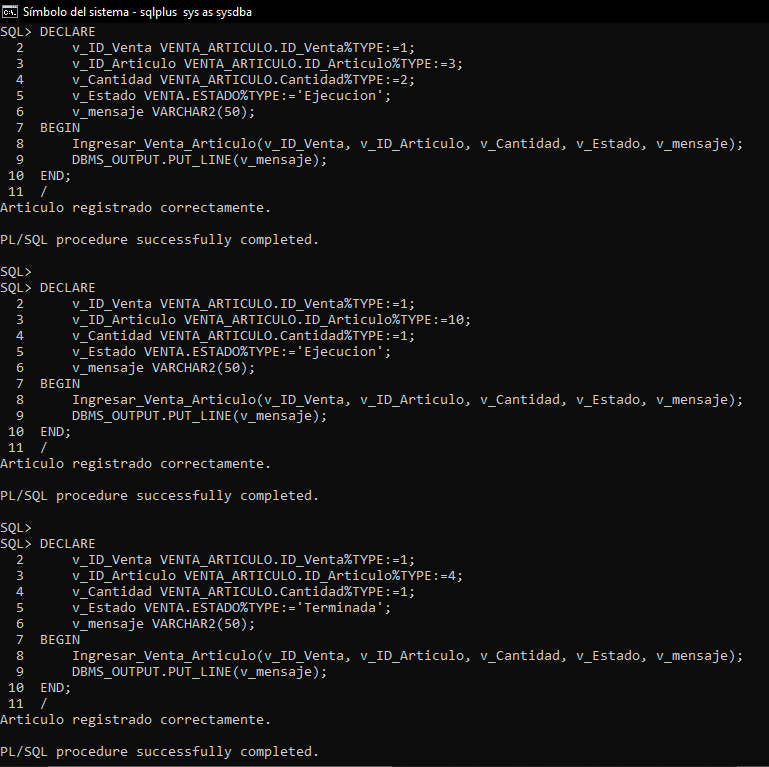 Símbolo del sistema - sqlplus  sys as sysdba
SQL> DECLARE
  2      v_ID_Venta VENTA_ARTICULO.ID_Venta%TYPE:=1;
  3      v_ID_Articulo VENTA_ARTICULO.ID_Articulo%TYPE:=3;
  4      v_Cantidad VENTA_ARTICULO.Cantidad%TYPE:=2;
  5      v_Estado VENTA.ESTADO%TYPE:='Ejecucion';
  6      v_mensaje VARCHAR2(50);
  7  BEGIN
  8      Ingresar_Venta_Articulo(v_ID_Venta, v_ID_Articulo, v_Cantidad, v_Estado, v_mensaje);
  9      DBMS_OUTPUT.PUT_LINE(v_mensaje);
 10  END;
 11  /
Articulo registrado correctamente.

PL/SQL procedure successfully completed.

SQL>
SQL> DECLARE
  2      v_ID_Venta VENTA_ARTICULO.ID_Venta%TYPE:=1;
  3      v_ID_Articulo VENTA_ARTICULO.ID_Articulo%TYPE:=10;
  4      v_Cantidad VENTA_ARTICULO.Cantidad%TYPE:=1;
  5      v_Estado VENTA.ESTADO%TYPE:='Ejecucion';
  6      v_mensaje VARCHAR2(50);
  7  BEGIN
  8      Ingresar_Venta_Articulo(v_ID_Venta, v_ID_Articulo, v_Cantidad, v_Estado, v_mensaje);
  9      DBMS_OUTPUT.PUT_LINE(v_mensaje);
 10  END;
 11  /
Articulo registrado correctamente.

PL/SQL procedure successfully completed.

SQL>
SQL> DECLARE
  2      v_ID_Venta VENTA_ARTICULO.ID_Venta%TYPE:=1;
  3      v_ID_Articulo VENTA_ARTICULO.ID_Articulo%TYPE:=4;
  4      v_Cantidad VENTA_ARTICULO.Cantidad%TYPE:=1;
  5      v_Estado VENTA.ESTADO%TYPE:='Terminada';
  6      v_mensaje VARCHAR2(50);
  7  BEGIN
  8      Ingresar_Venta_Articulo(v_ID_Venta, v_ID_Articulo, v_Cantidad, v_Estado, v_mensaje);
  9      DBMS_OUTPUT.PUT_LINE(v_mensaje);
 10  END;
 11  /
Articulo registrado correctamente.

PL/SQL procedure successfully completed.